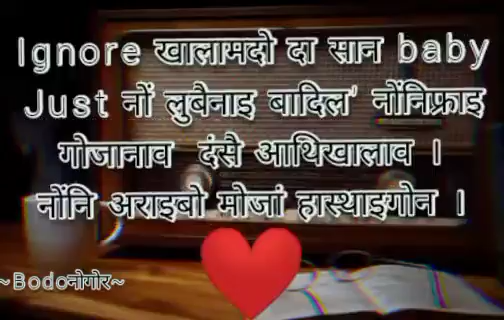 Ignore खालामदो दा सान baby
Just नों लुबैनाइ बादिल' नोंनिफ्राइ
गोजानाव दंसै आथिखालाव ।
नोंनि अराइबो मोजां हास्थाइगोन ।
~Bodoनोगोर~